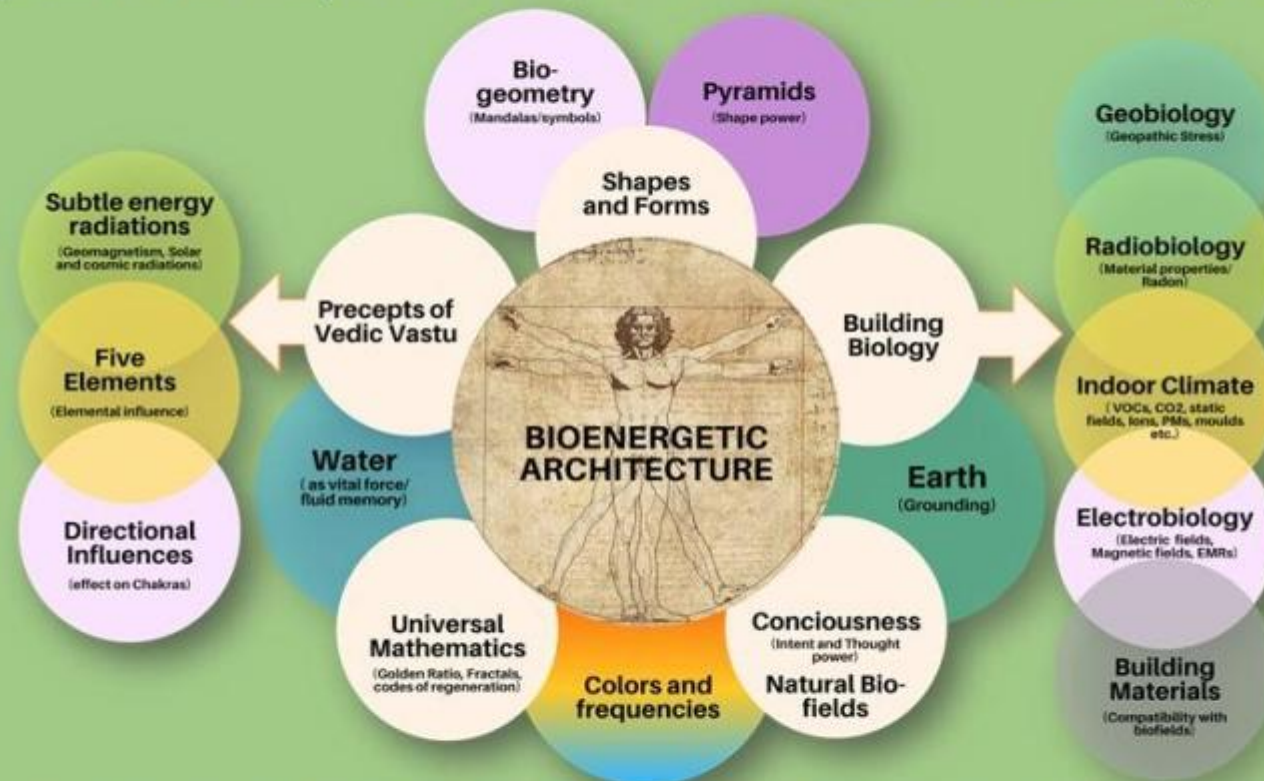 Bio-
geometry
(Mandalas/symbols)
Pyramids
(Shape power)
Shapes
and Forms
Subtle energy
radiations
(Geomagnetism, Solar
and cosmic radiations)
Five
Elements
(Elemental influence)
Directional
Influences
(effect on Chakras)
Precepts of
Vedic Vastu
Water
( as vital force/
fluid memory)
BIOENERGETIC
ARCHITECTURE
Universal
Mathematics
(Golden Ratio, Fractals,
codes of regeneration)
Colors and
frequencies
Conciousness
(Intent and Thought
power)
Natural Bio-
fields
Earth
(Grounding)
Building
Biology
Geobiology
(Geopathic Stress)
Radiobiology
(Material properties/
Radon)
Indoor Climate
( VOCs, CO2, static
fields, Ions, PMs, moulds
etc.)
Electrobiology
(Electric fields,
Magnetic fields, EMRs)
Building
Materials
(Compatibility with
biofields)